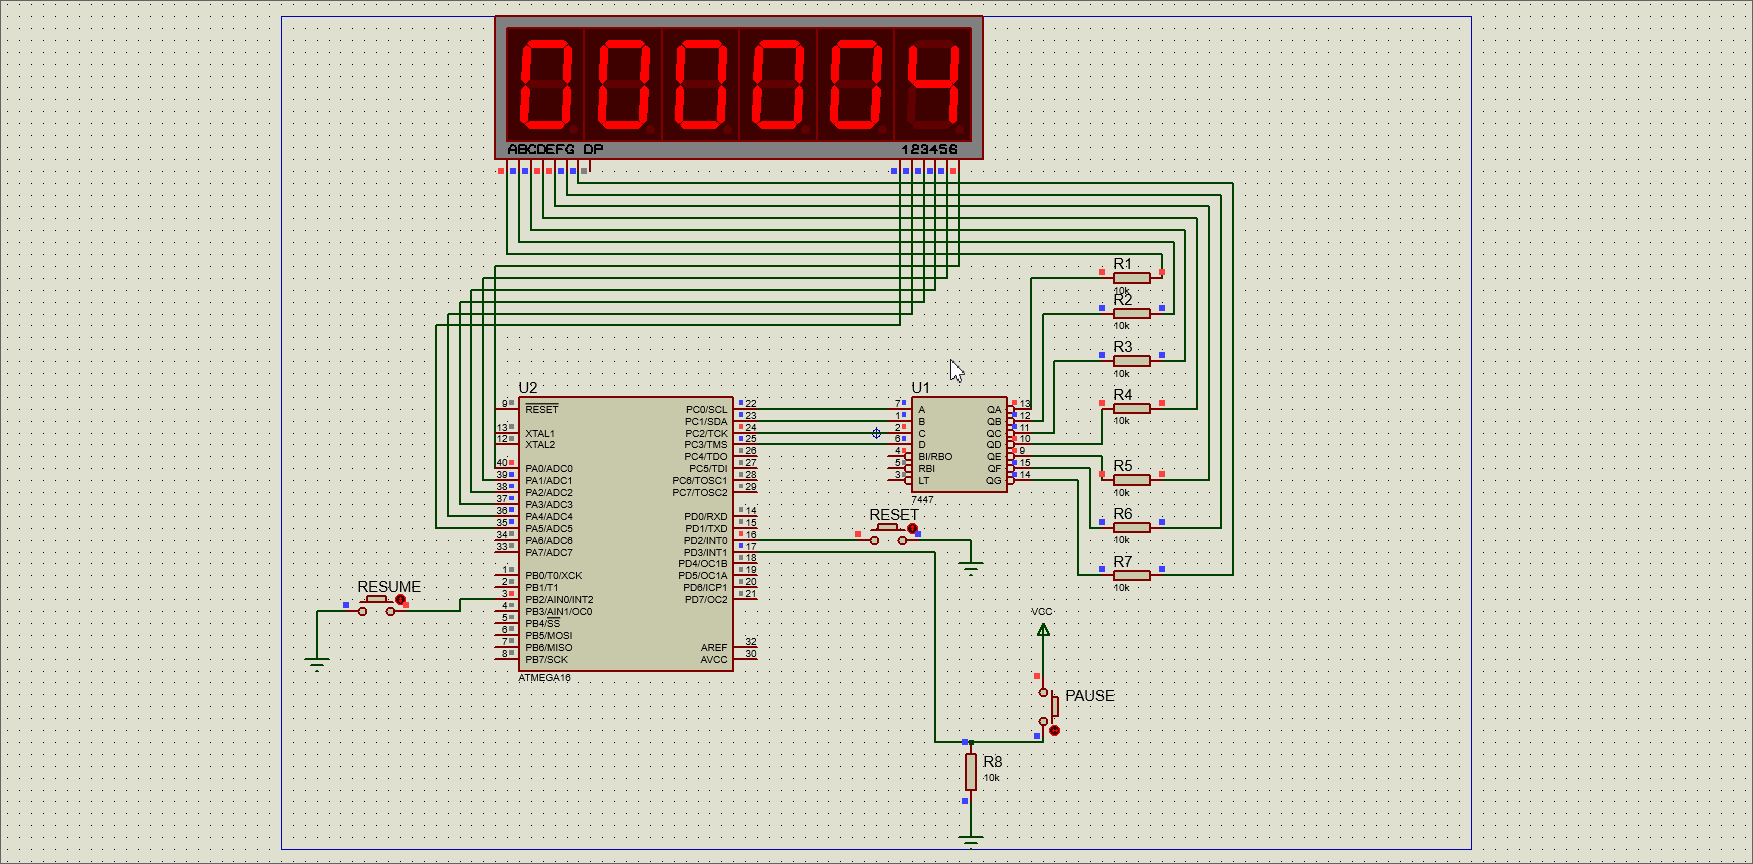 ABCDEFG DP
123456
R1
10k
R2
10k
R3
10k
R4
10k
R5
10k
R6
10k
R7
10k
U2
9 RESET
13 XTAL1
12 XTAL2
40 PA0/ADC0
39 PA1/ADC1
38 PA2/ADC2
37 PA3/ADC3
36 PA4/ADC4
35 PA5/ADC5
34 PA6/ADC6
33 PA7/ADC7
1 PB0/T0/XCK
2 PB1/T1
3 PB2/AIN0/INT2
4 PB3/AIN1/OC0
5 PB4/SS
6 PB5/MOSI
7 PB6/MISO
8 PB7/SCK
PC0/SCL 22
PC1/SDA 23
PC2/TCK 24
PC3/TMS 25
PC4/TDO 26
PC5/TDI 27
PC6/TOSC1 28
PC7/TOSC2 29
PD0/RXD 14
PD1/TXD 15
PD2/INT0 16
PD3/INT1 17
PD4/OC1B 18
PD5/OC1A 19
PD6/ICP1 20
PD7/OC2 21
AREF 32
AVCC 30
ATMEGA16
U1
7 A QA 13
1 B QB 12
2 C QC 11
6 D QD 10
4 BI/RBO QE 9
5 RBI QF 15
3 LT QG 14
7447
RESET
RESUME
VCC
PAUSE
R8
10k
000004